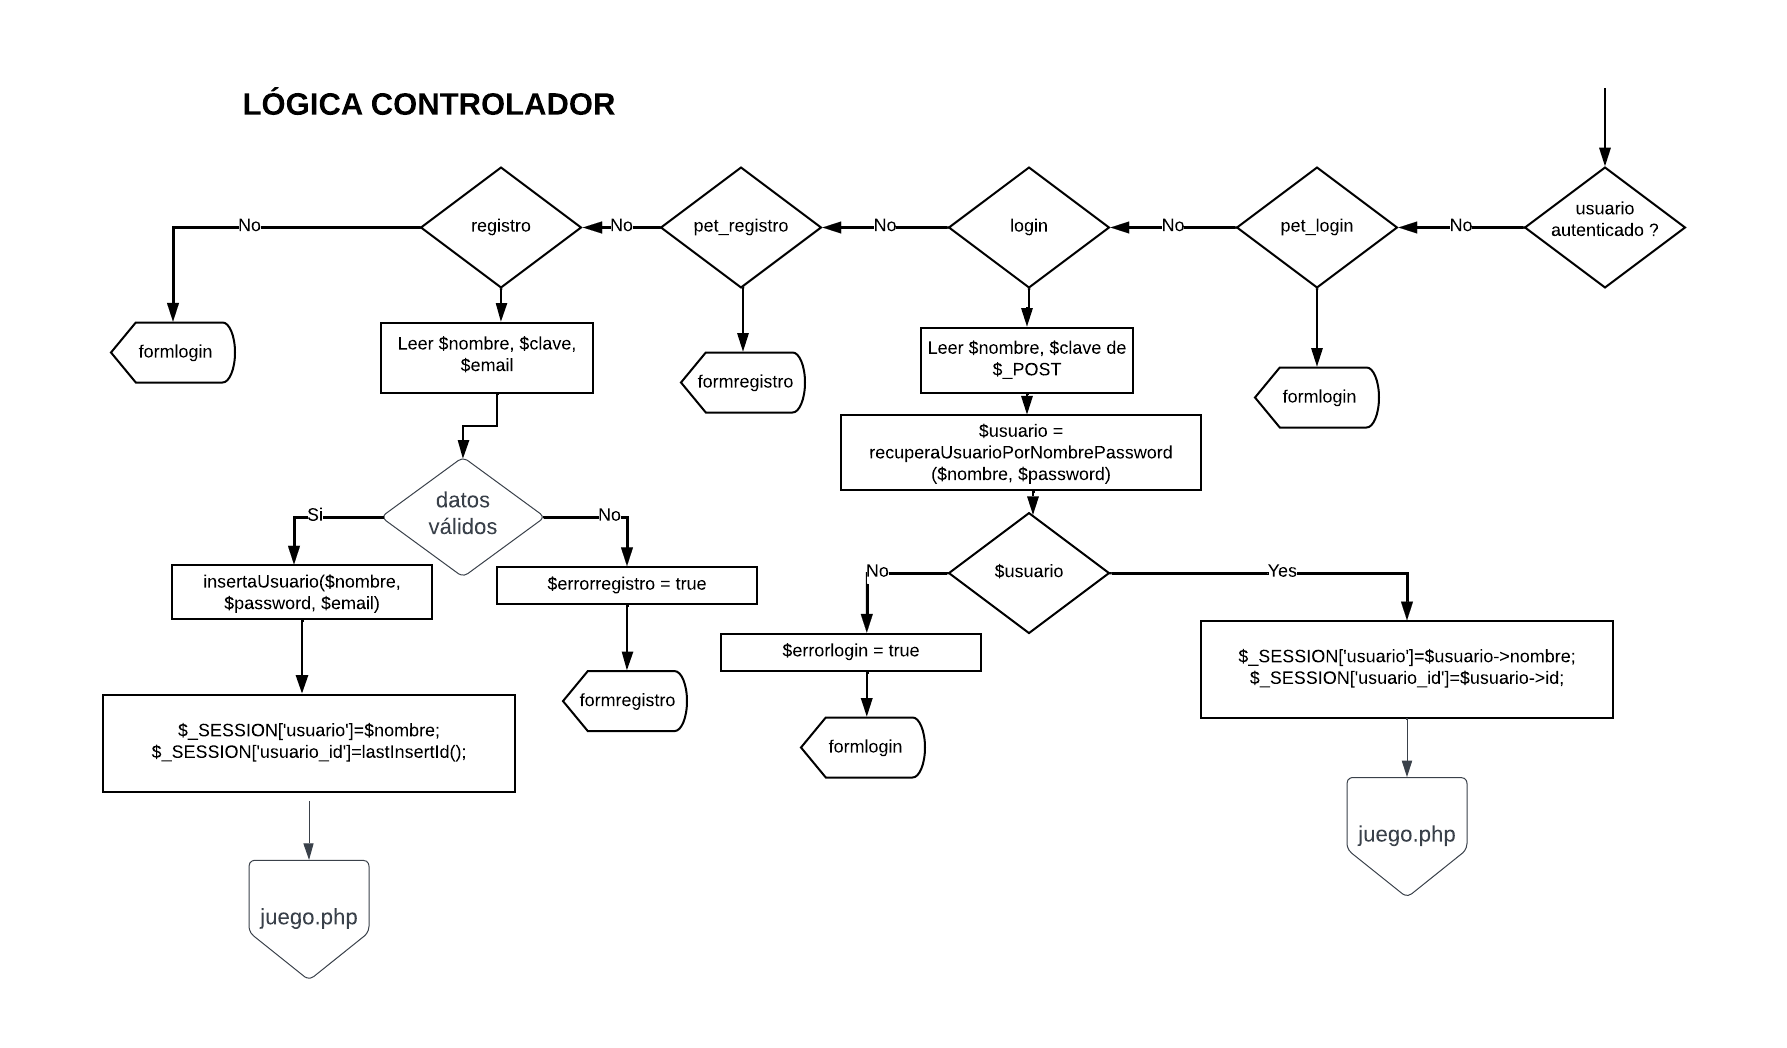 LÓGICA CONTROLADOR
No
registro
No
pet_registro
No
login
No
pet_login
No
usuario
autenticado ?
formlogin
Leer $nombre, $clave,
$email
formregistro
Leer $nombre, $clave de
$_POST
formlogin
$usuario =
recuperaUsuarioPorNombrePassword
($nombre, $password)
datos
válidos
Si
No
insertaUsuario($nombre,
$password, $email)
$errorregistro = true
No
$usuario
Yes
$errorlogin = true
$_SESSION['usuario']=$usuario->nombre;
$_SESSION['usuario_id']=$usuario->id;
formregistro
$_SESSION['usuario']=$nombre;
$_SESSION['usuario_id']=lastInsertId();
formlogin
juego.php
juego.php